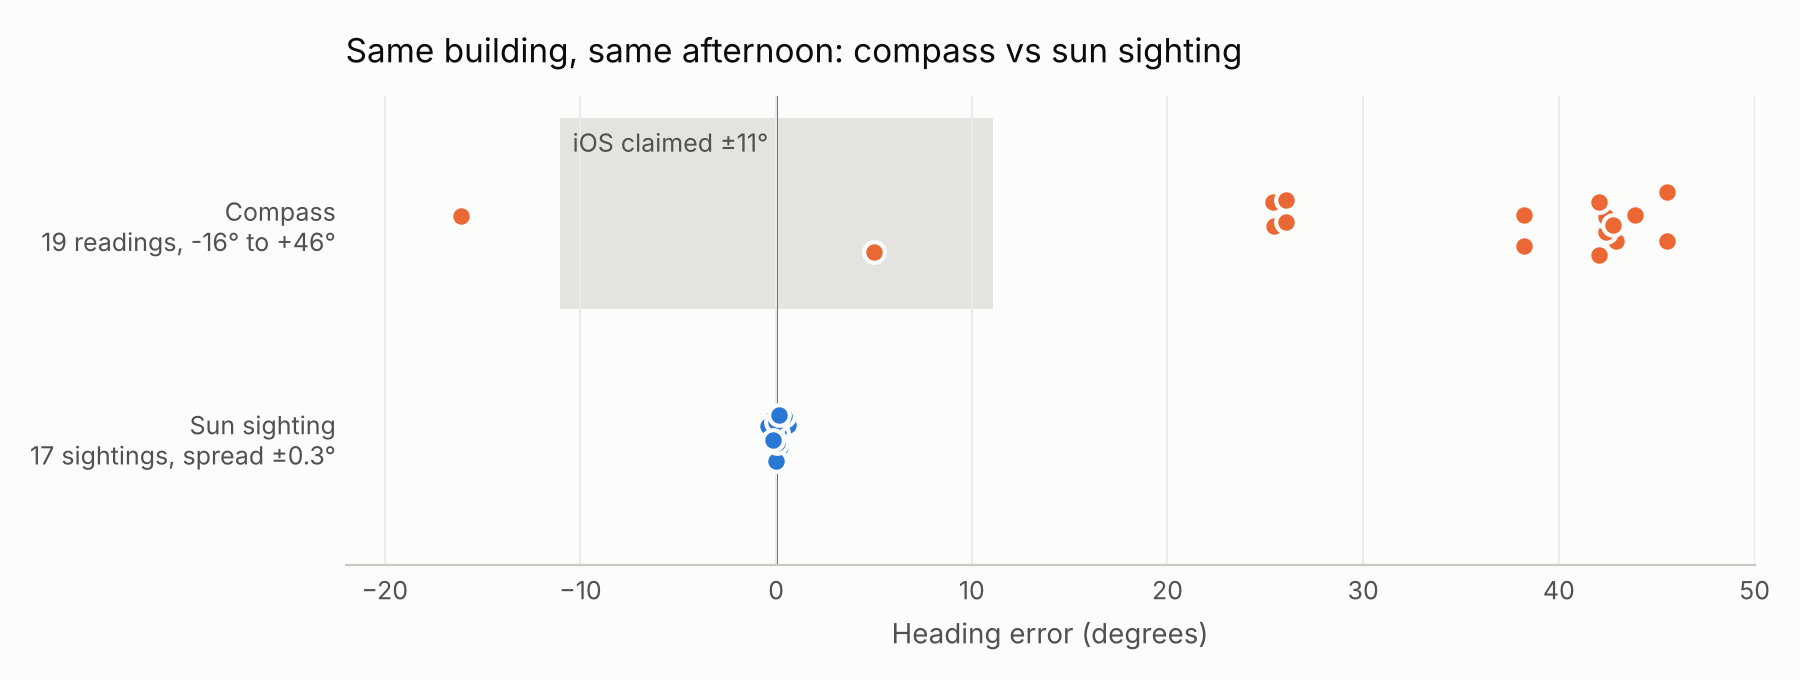 Same building, same afternoon: compass vs sun sighting
iOS claimed ±11°
Compass
19 readings, -16° to +46°
Sun sighting
17 sightings, spread ±0.3°
−20 −10 0 10 20 30 40 50
Heading error (degrees)